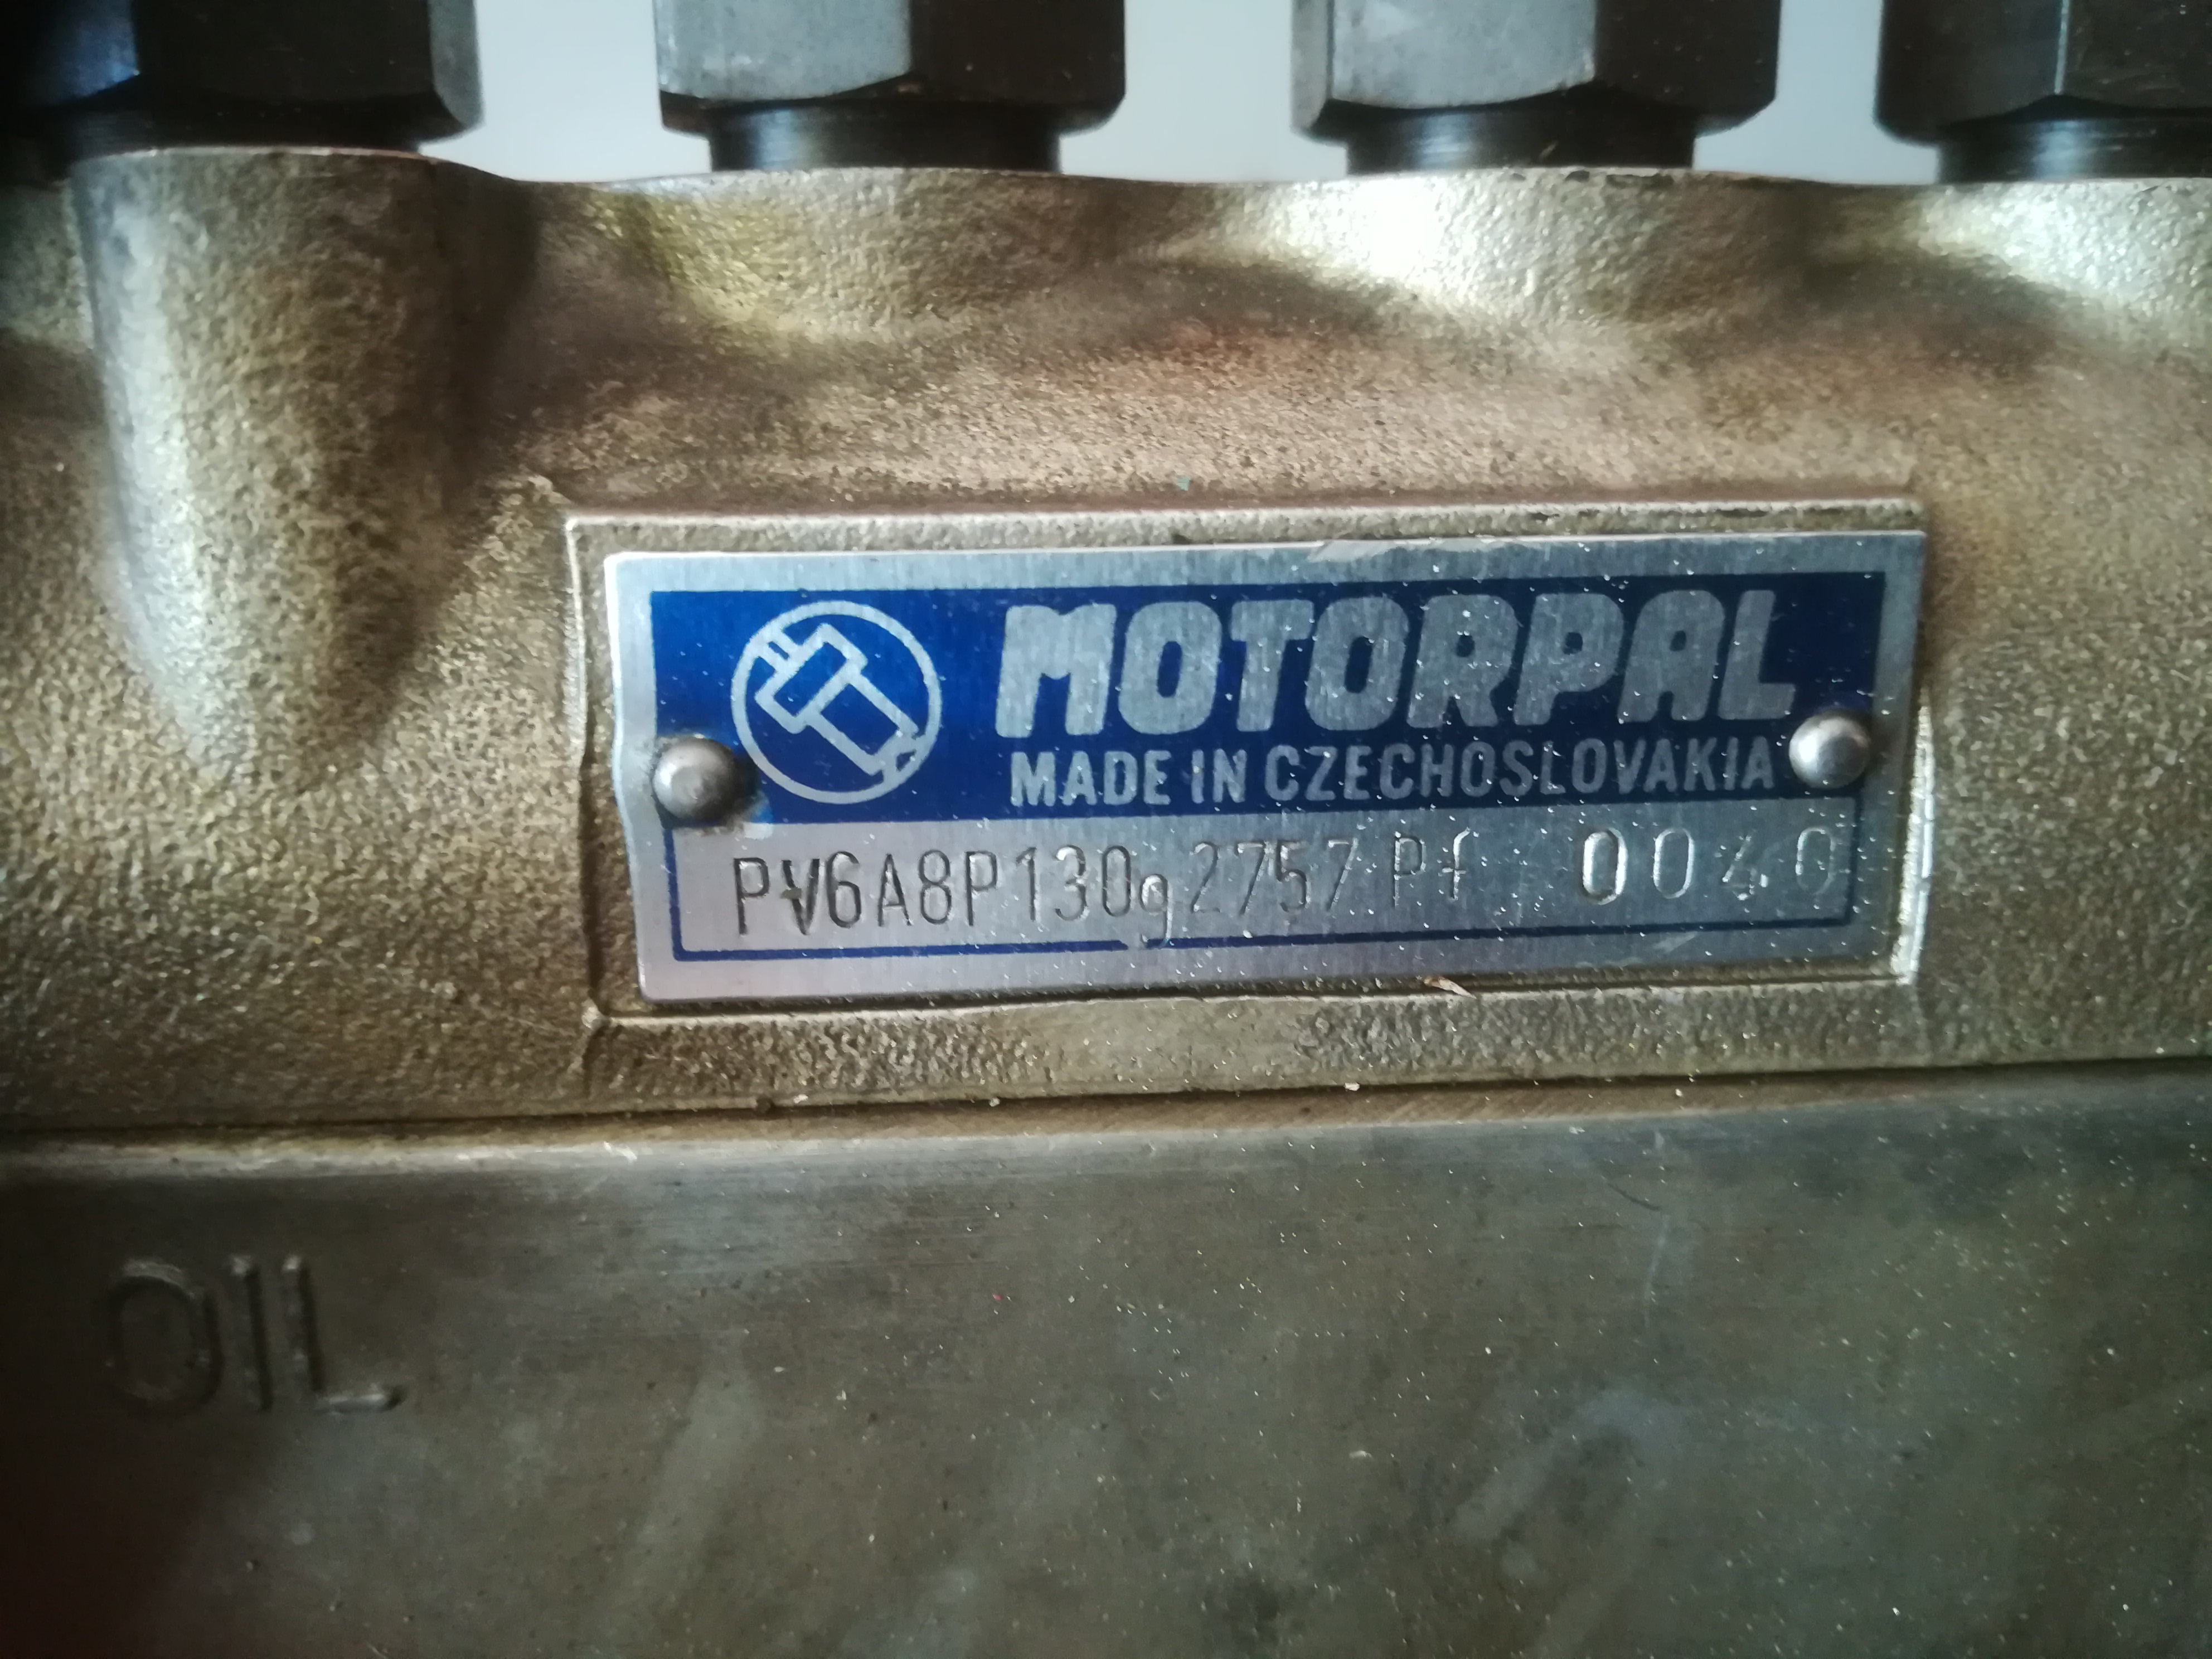 MOTORPAL
MADE IN CZECHOSLOVAKIA
PV6A8P130g2757 Pf 0040
OIL